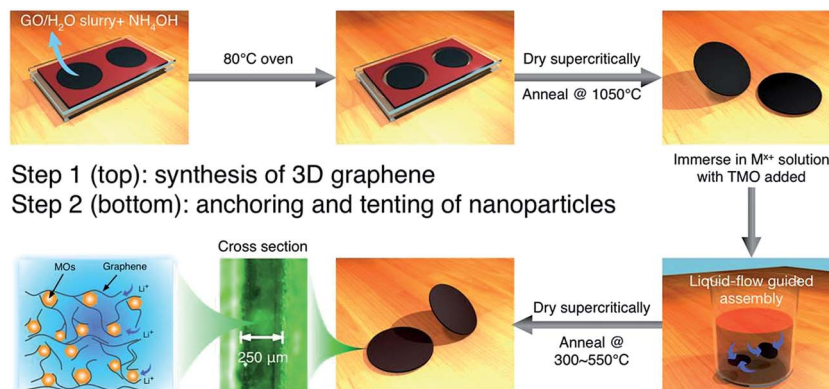 GO/H₂O slurry+ NH₄OH
80°C oven
Dry supercritically
Anneal @ 1050°C
Immerse in Mˣ⁺ solution
with TMO added
Step 1 (top): synthesis of 3D graphene
Step 2 (bottom): anchoring and tenting of nanoparticles
Cross section
MOs
Graphene
Li⁺
Li⁺
Li⁺
250 μm
Dry supercritically
Anneal @
300~550°C
Liquid-flow guided
assembly